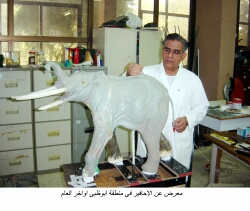 معرض عن الاحافير في منطقة ابوظبي اواخر العام